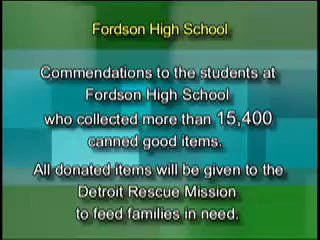 Fordson High School
Commendations to the students at
Fordson High School
who collected more than 15,400
canned good items.
All donated items will be given to the
Detroit Rescue Mission
to feed families in need.